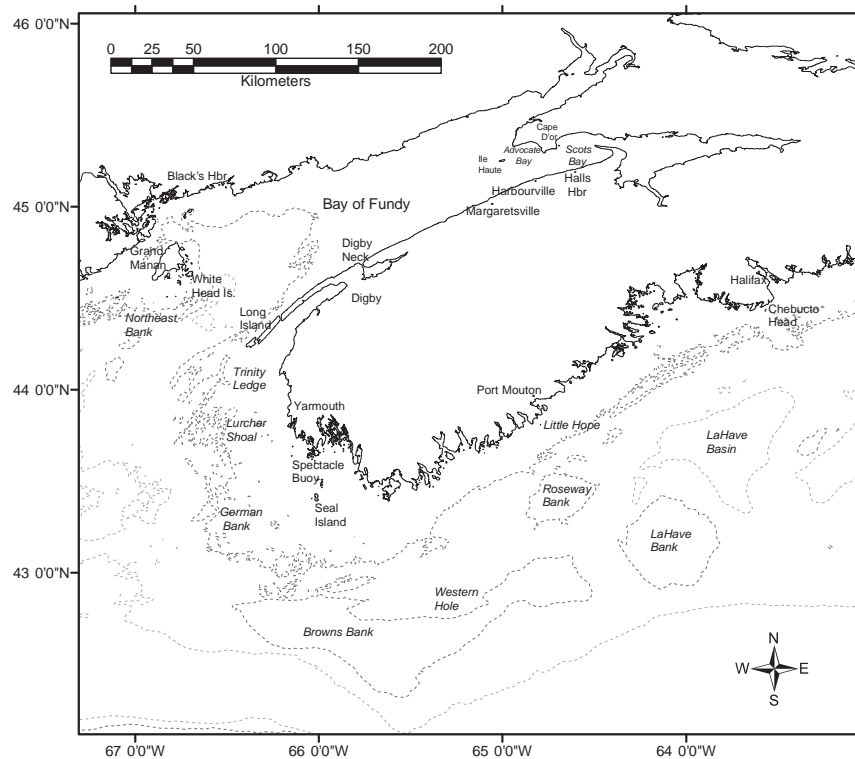 46 0'0"N
0 25 50 100 150 200
Kilometers
Cape
D'or
Advocate
Bay
Scots
Bay
Ile
Haute
Black's Hbr
Halls
Hbr
Harbourville
45 0'0"N
Bay of Fundy
Margaretsville
Grand
Manan
Digby
Neck
White
Head Is.
Halifax
Digby
Long
Island
Chebucto
Head
Northeast
Bank
44 0'0"N
Trinity
Ledge
Port Mouton
Yarmouth
Lurcher
Shoal
Little Hope
LaHave
Basin
Spectacle
Buoy
Roseway
Bank
German
Bank
Seal
Island
LaHave
Bank
43 0'0"N
Western
Hole
Browns Bank
N
W E
S
67 0'0"W 66 0'0"W 65 0'0"W 64 0'0"W